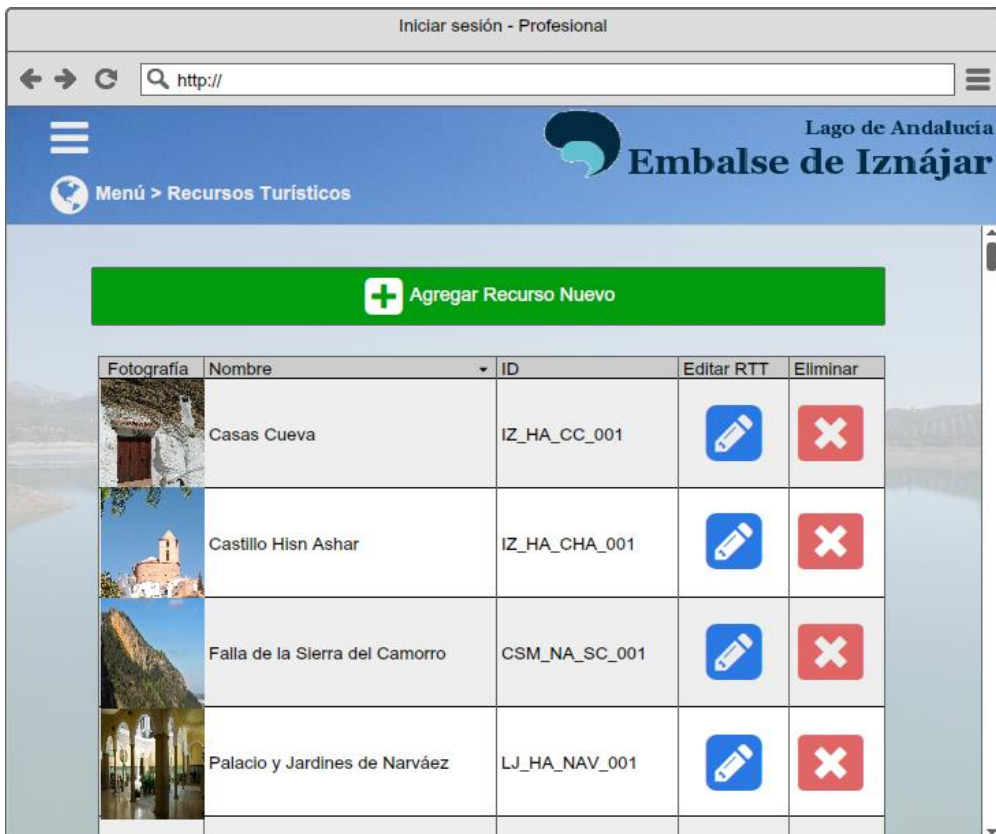 Iniciar sesión - Profesional
http://
Lago de Andalucía
Embalse de Iznájar
Menú > Recursos Turísticos
Agregar Recurso Nuevo
Fotografía Nombre ID Editar RTT Eliminar
Casas Cueva IZ_HA_CC_001
Castillo Hisn Ashar IZ_HA_CHA_001
Falla de la Sierra del Camorro CSM_NA_SC_001
Palacio y Jardines de Narváez LJ_HA_NAV_001